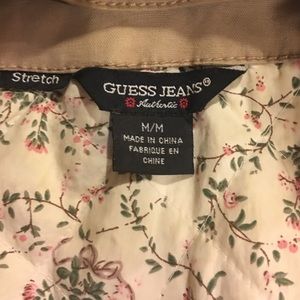 Stretch
GUESS JEANS®
Authentic
M/M
MADE IN CHINA
FABRIQUE EN
CHINE